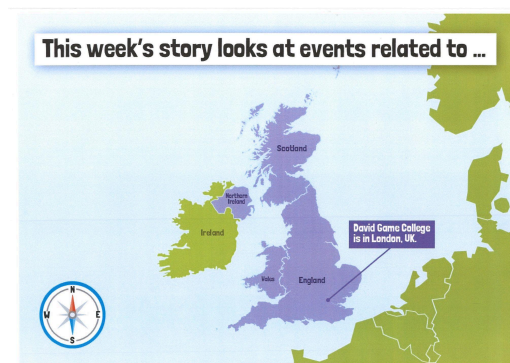 This week's story looks at events related to ...
Scotland
Northern
Ireland
Ireland
David Game College
is in London, UK.
Wales
England
N
W
E
S